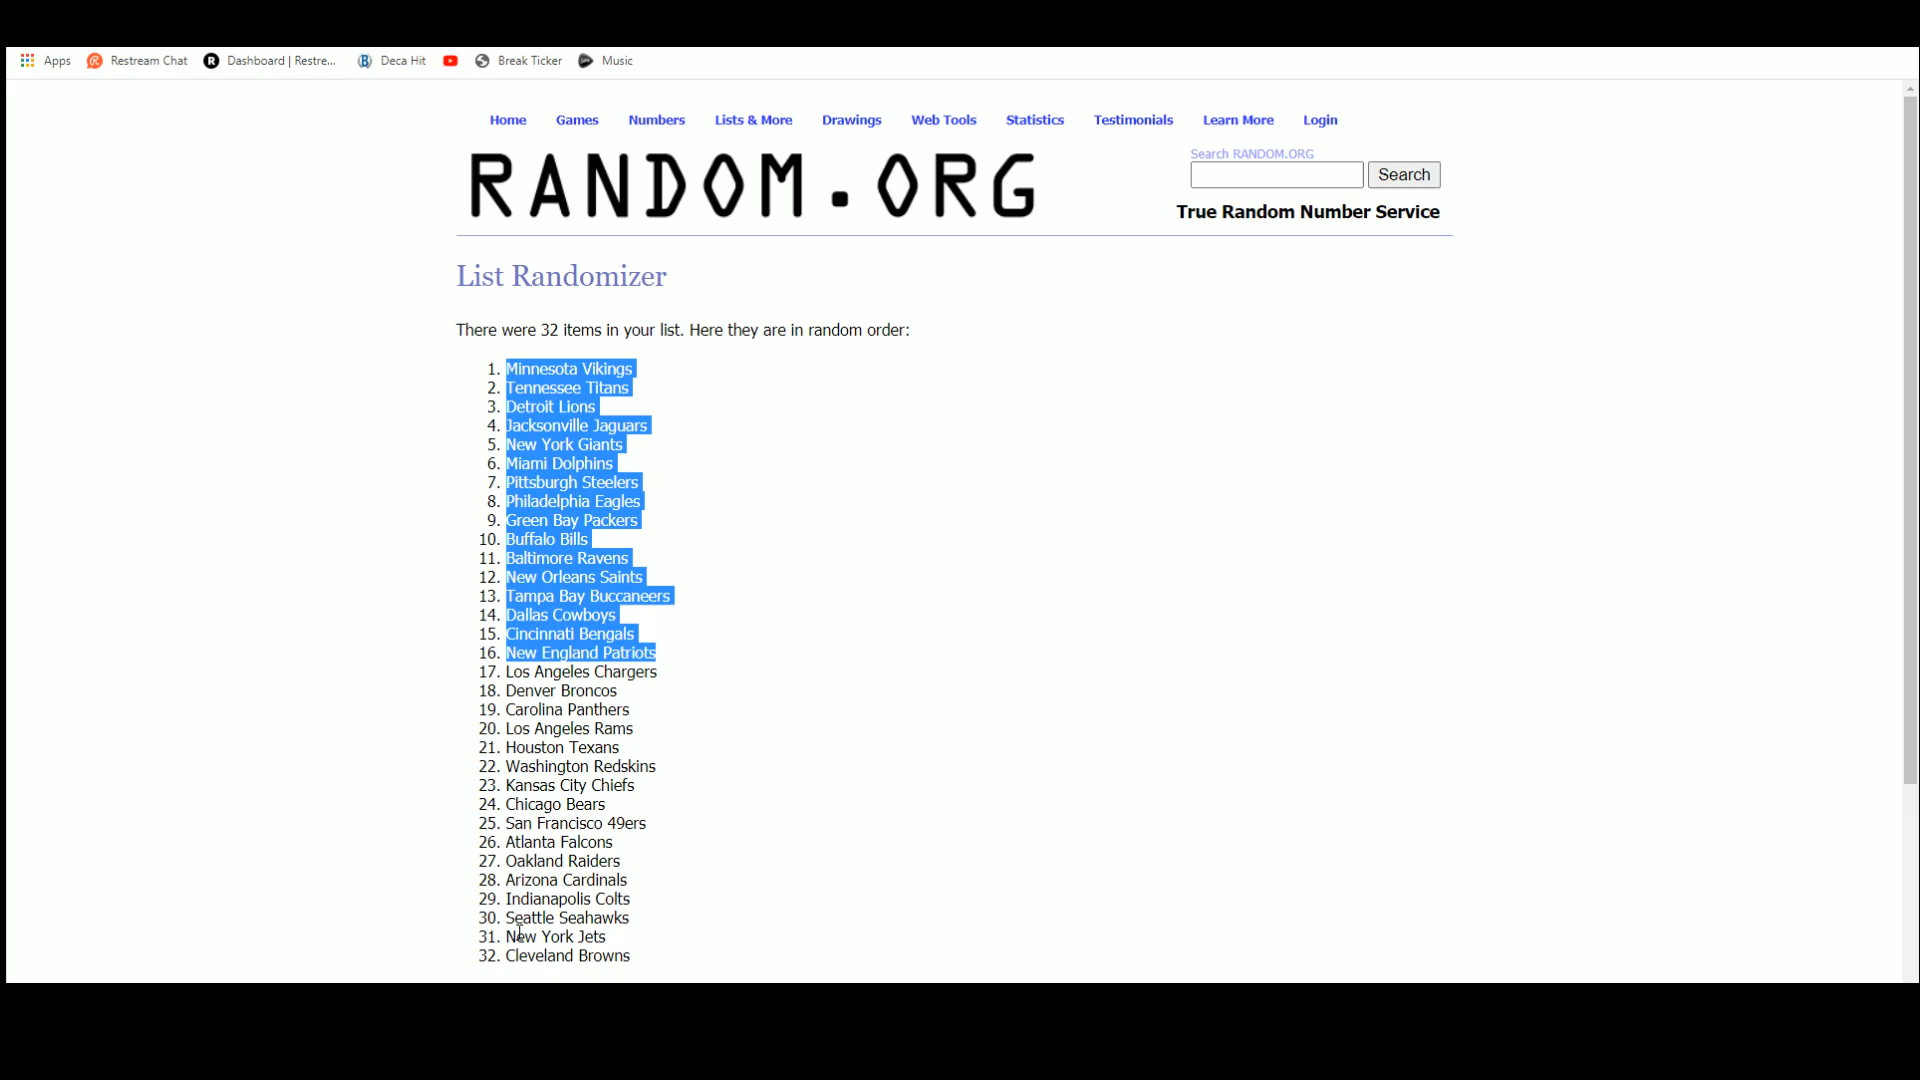 Apps Restream Chat Dashboard | Restre... Deca Hit Break Ticker Music
Home Games Numbers Lists & More Drawings Web Tools Statistics Testimonials Learn More Login
Search RANDOM.ORG
RANDOM.ORG
Search
True Random Number Service
List Randomizer
There were 32 items in your list. Here they are in random order:
1. Minnesota Vikings
2. Tennessee Titans
3. Detroit Lions
4. Jacksonville Jaguars
5. New York Giants
6. Miami Dolphins
7. Pittsburgh Steelers
8. Philadelphia Eagles
9. Green Bay Packers
10. Buffalo Bills
11. Baltimore Ravens
12. New Orleans Saints
13. Tampa Bay Buccaneers
14. Dallas Cowboys
15. Cincinnati Bengals
16. New England Patriots
17. Los Angeles Chargers
18. Denver Broncos
19. Carolina Panthers
20. Los Angeles Rams
21. Houston Texans
22. Washington Redskins
23. Kansas City Chiefs
24. Chicago Bears
25. San Francisco 49ers
26. Atlanta Falcons
27. Oakland Raiders
28. Arizona Cardinals
29. Indianapolis Colts
30. Seattle Seahawks
31. New York Jets
32. Cleveland Browns